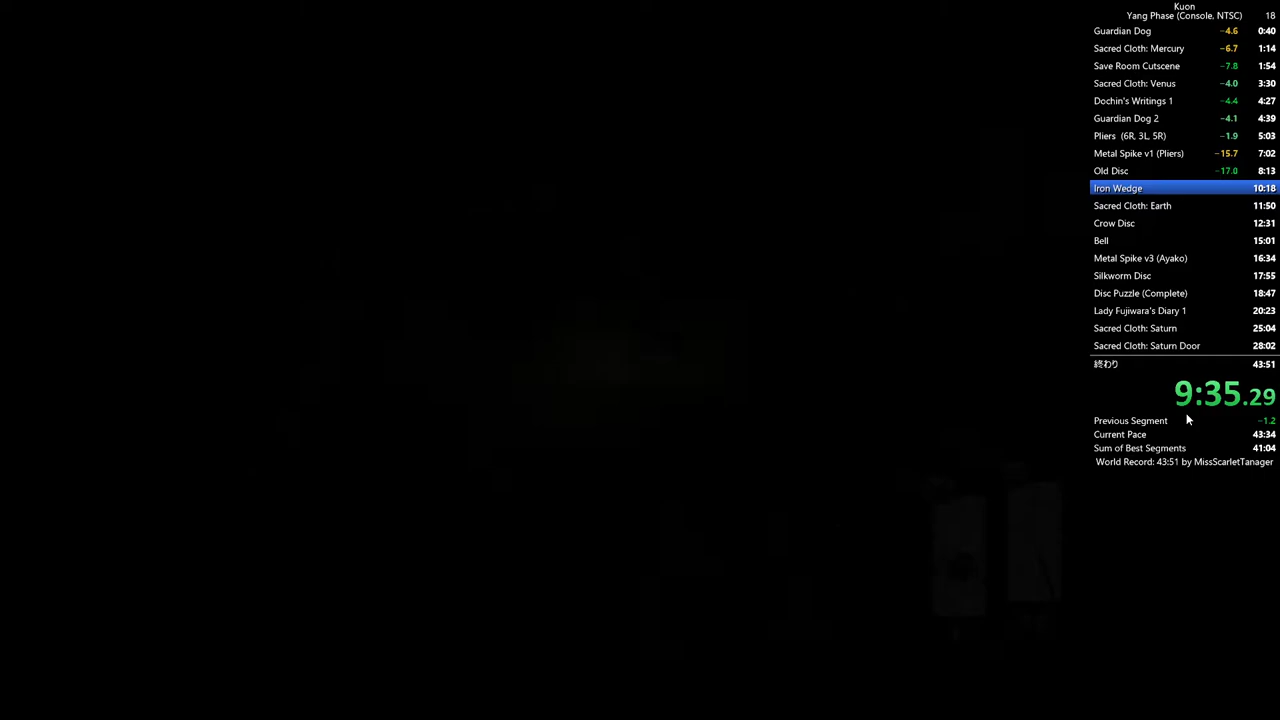 Kuon
Yang Phase (Console, NTSC) 18
Guardian Dog -4.6 0:40
Sacred Cloth: Mercury -6.7 1:14
Save Room Cutscene -7.8 1:54
Sacred Cloth: Venus -4.0 3:30
Dochin's Writings 1 -4.4 4:27
Guardian Dog 2 -4.1 4:39
Pliers (6R, 3L, 5R) -1.9 5:03
Metal Spike v1 (Pliers) -15.7 7:02
Old Disc -17.0 8:13
Iron Wedge 10:18
Sacred Cloth: Earth 11:50
Crow Disc 12:31
Bell 15:01
Metal Spike v3 (Ayako) 16:34
Silkworm Disc 17:55
Disc Puzzle (Complete) 18:47
Lady Fujiwara's Diary 1 20:23
Sacred Cloth: Saturn 25:04
Sacred Cloth: Saturn Door 28:02
終わり 43:51
9:35.29
Previous Segment -1.2
Current Pace 43:34
Sum of Best Segments 41:04
World Record: 43:51 by MissScarletTanager